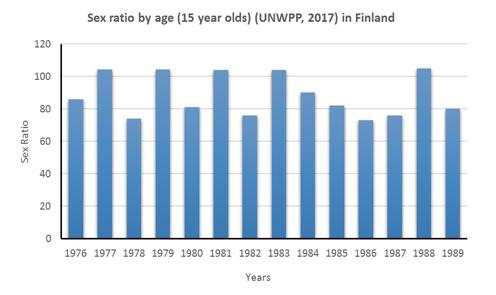 Sex ratio by age (15 year olds) (UNWPP, 2017) in Finland
120
100
80
60
40
20
0
Sex Ratio
1976 1977 1978 1979 1980 1981 1982 1983 1984 1985 1986 1987 1988 1989
Years